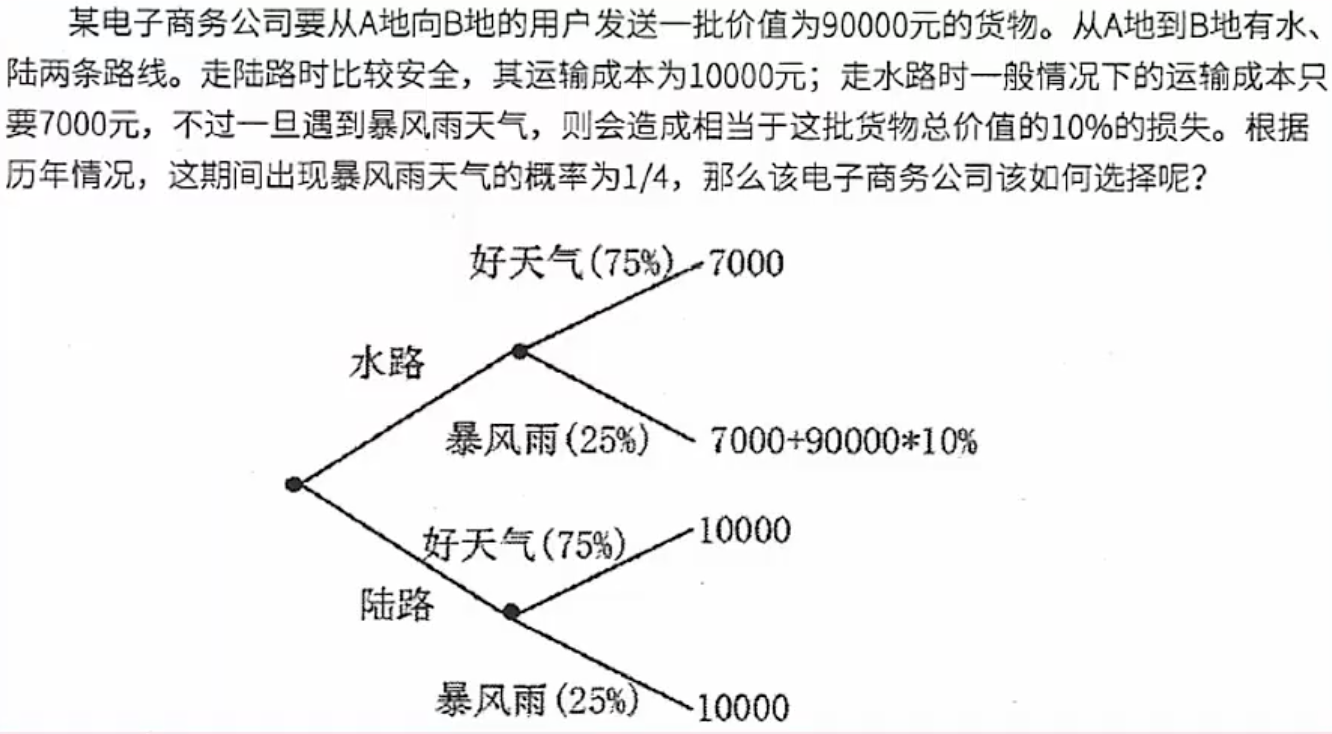 某电子商务公司要从A地向B地的用户发送一批价值为90000元的货物。从A地到B地有水、
陆两条路线。走陆路时比较安全，其运输成本为10000元；走水路时一般情况下的运输成本只
要7000元，不过一旦遇到暴风雨天气，则会造成相当于这批货物总价值的10%的损失。根据
历年情况，这期间出现暴风雨天气的概率为1/4，那么该电子商务公司该如何选择呢？
好天气(75%) 7000
水路
暴风雨(25%) 7000+90000*10%
好天气(75%) 10000
陆路
暴风雨(25%) 10000